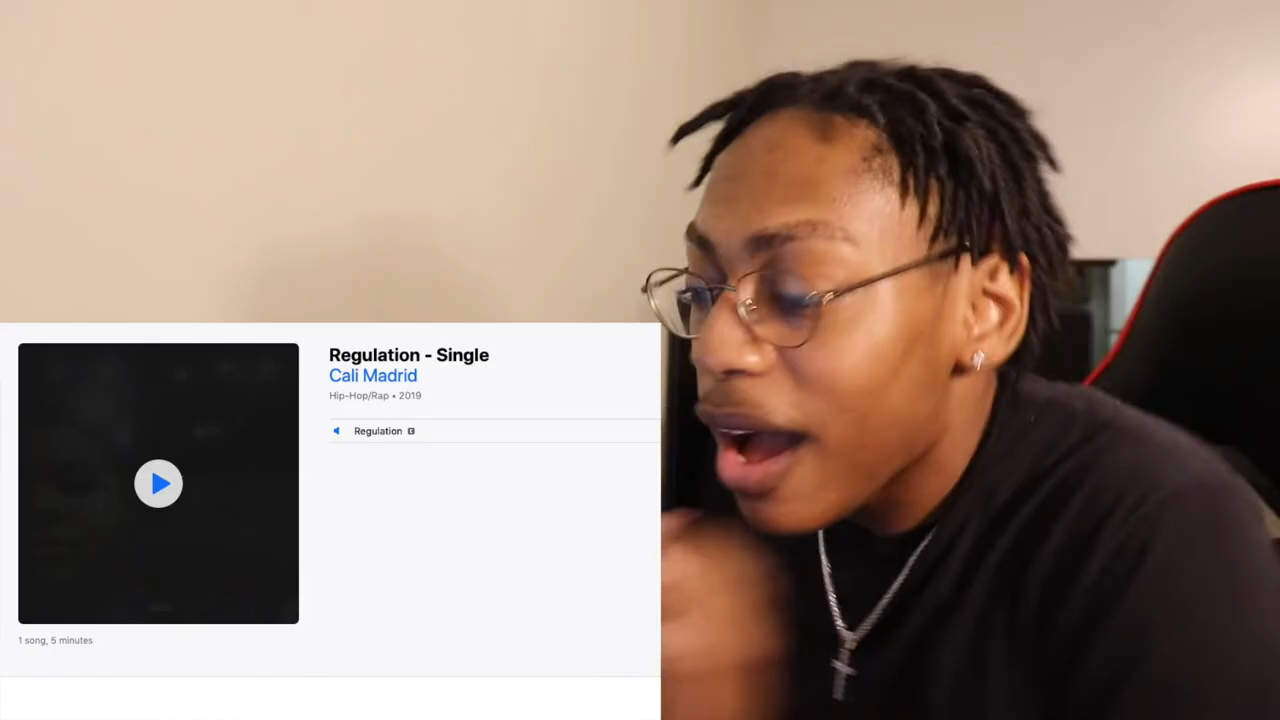 Regulation - Single
Cali Madrid
Hip-Hop/Rap • 2019
Regulation 🅴
1 song, 5 minutes